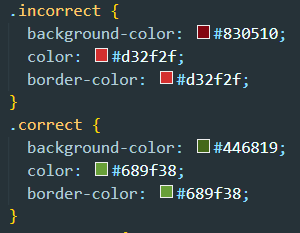 .incorrect {
background-color: #830510;
color: #d32f2f;
border-color: #d32f2f;
}
.correct {
background-color: #446819;
color: #689f38;
border-color: #689f38;
}